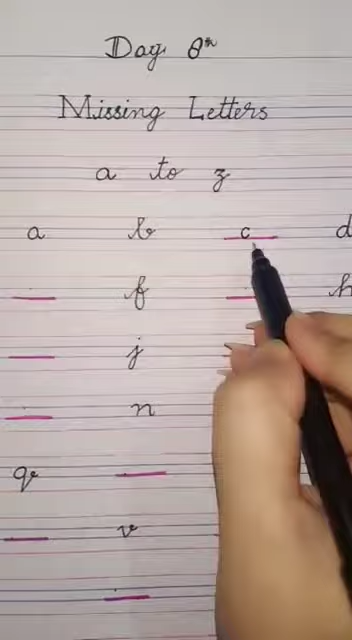 Day 8th
Missing Letters
a to z
a b c d
f h
j
n
q
v